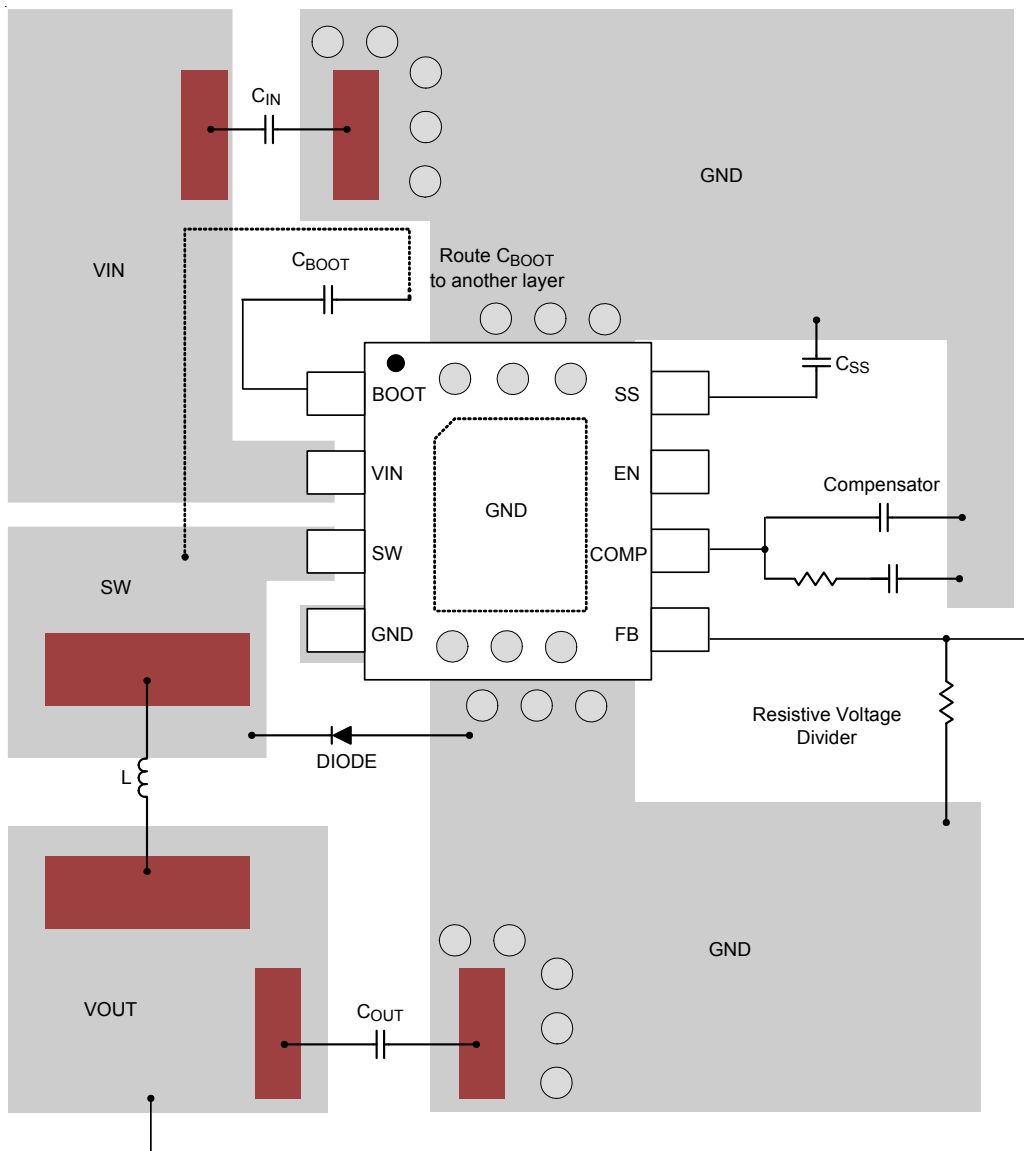 CIN
GND
VIN
CBOOT
Route CBOOT
to another layer
CSS
BOOT
SS
VIN
EN
GND
Compensator
SW
COMP
SW
GND
FB
Resistive Voltage
Divider
DIODE
L
GND
VOUT
COUT